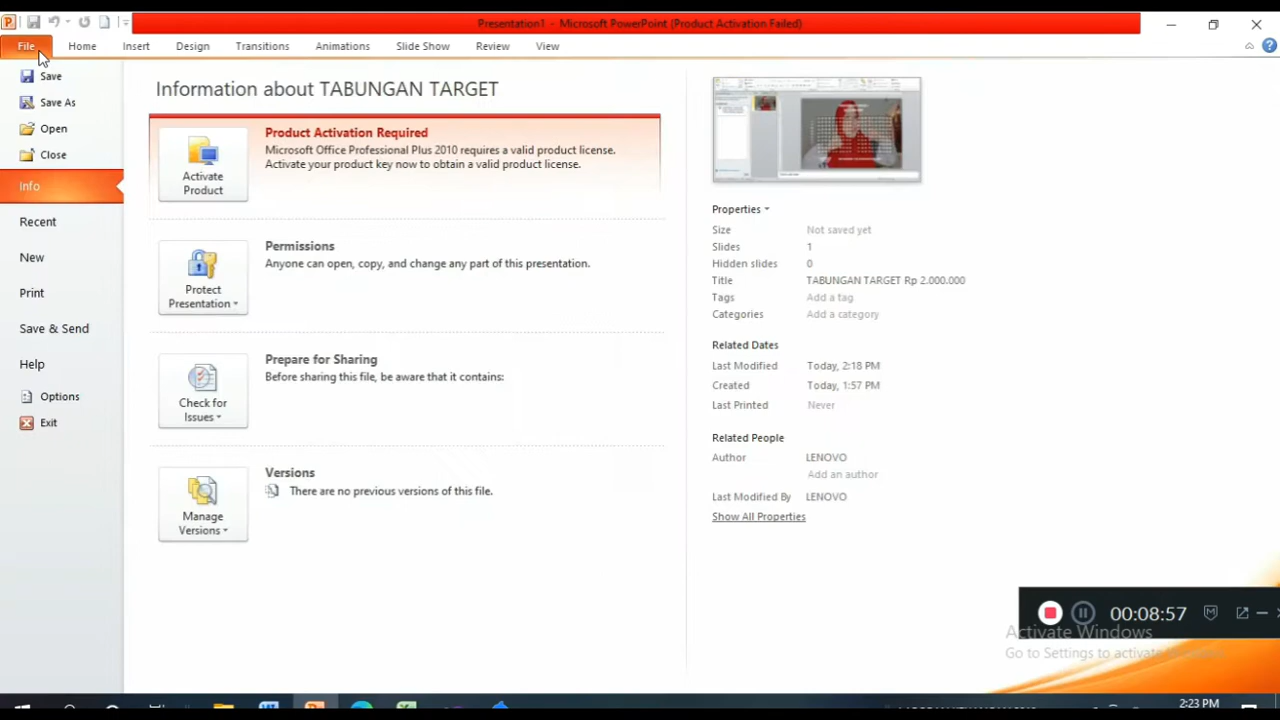 Presentation1 - Microsoft PowerPoint (Product Activation Failed)
File Home Insert Design Transitions Animations Slide Show Review View
Save
Save As
Open
Close
Info
Recent
New
Print
Save & Send
Help
Options
Exit
Information about TABUNGAN TARGET
Activate
Product
Product Activation Required
Microsoft Office Professional Plus 2010 requires a valid product license.
Activate your product key now to obtain a valid product license.
Protect
Presentation
Permissions
Anyone can open, copy, and change any part of this presentation.
Check for
Issues
Prepare for Sharing
Before sharing this file, be aware that it contains:
Manage
Versions
Versions
There are no previous versions of this file.
Properties
Size Not saved yet
Slides 1
Hidden slides 0
Title TABUNGAN TARGET Rp 2.000.000
Tags Add a tag
Categories Add a category
Related Dates
Last Modified Today, 2:18 PM
Created Today, 1:57 PM
Last Printed Never
Related People
Author LENOVO
Add an author
Last Modified By LENOVO
Show All Properties
00:08:57
Activate Windows
Go to Settings to activate
2:23 PM